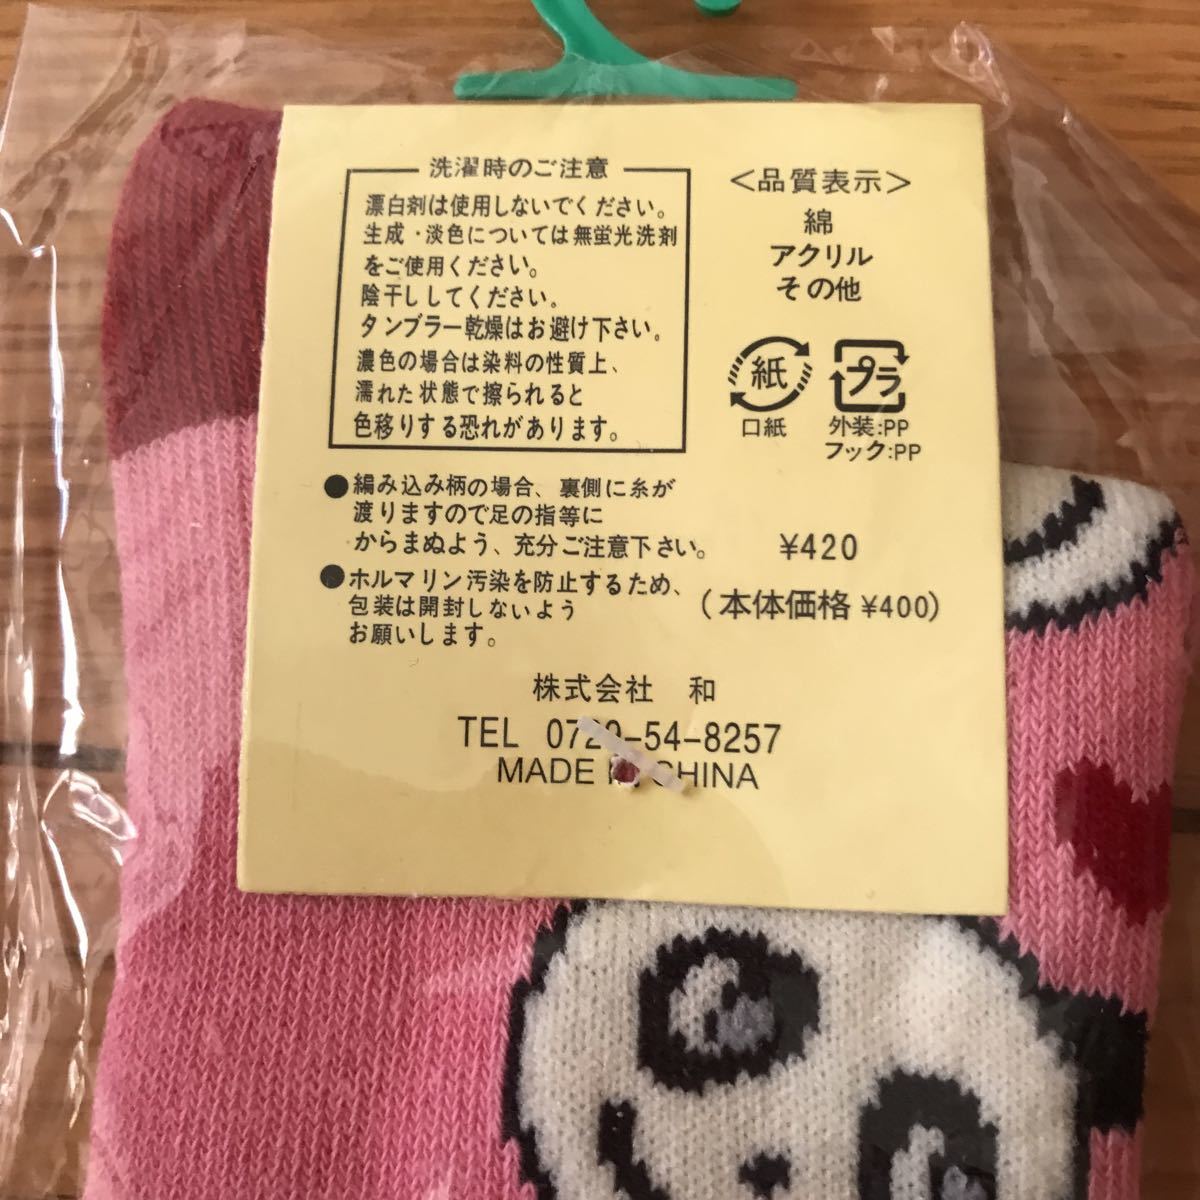 洗濯時のご注意
漂白剤は使用しないでください。
生成・淡色については無蛍光洗剤
をご使用ください。
陰干ししてください。
タンブラー乾燥はお避け下さい。
濃色の場合は染料の性質上、
濡れた状態で擦られると
色移りする恐れがあります。
<品質表示>
綿
アクリル
その他
紙
口紙
プラ
外装:PP
フック:PP
●編み込み柄の場合、裏側に糸が
渡りますので足の指等に
からまぬよう、充分ご注意下さい。
●ホルマリン汚染を防止するため、
包装は開封しないよう
お願いします。
¥420
(本体価格 ¥400)
株式会社 和
TEL 0729-54-8257
MADE IN CHINA